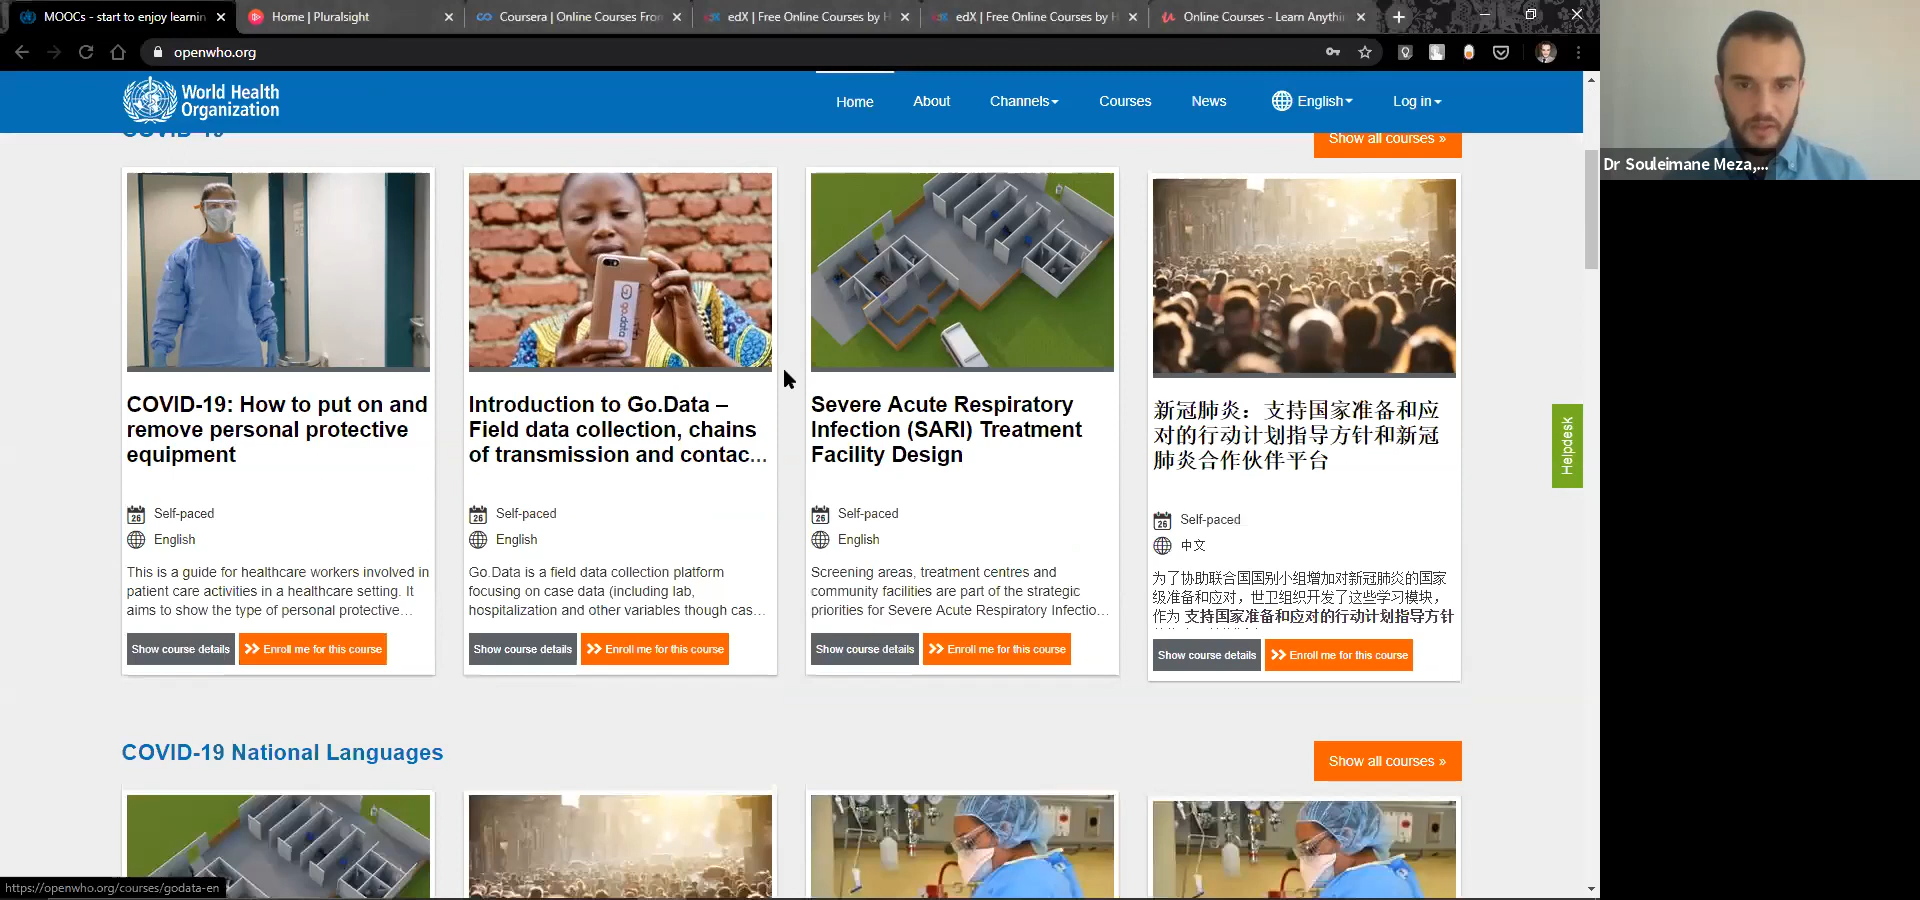 MOOCs - start to enjoy learnin
Home | Pluralsight
Coursera | Online Courses Fron
edX | Free Online Courses by H
edX | Free Online Courses by H
Online Courses - Learn Anythin
openwho.org
World Health
Organization
Home
About
Channels
Courses
News
English
Log in
COVID-19
Show all courses »
Dr Souleimane Meza,...
go.data
COVID-19: How to put on and
remove personal protective
equipment
Self-paced
English
This is a guide for healthcare workers involved in
patient care activities in a healthcare setting. It
aims to show the type of personal protective…
Show course details
Enroll me for this course
Introduction to Go.Data –
Field data collection, chains
of transmission and contac...
Self-paced
English
Go.Data is a field data collection platform
focusing on case data (including lab,
hospitalization and other variables though cas…
Show course details
Enroll me for this course
Severe Acute Respiratory
Infection (SARI) Treatment
Facility Design
Self-paced
English
Screening areas, treatment centres and
community facilities are part of the strategic
priorities for Severe Acute Respiratory Infectio…
Show course details
Enroll me for this course
新冠肺炎：支持国家准备和应
对的行动计划指导方针和新冠
肺炎合作伙伴平台
Self-paced
中文
为了协助联合国国别小组增加对新冠肺炎的国家
级准备和应对，世卫组织开发了这些学习模块，
作为 支持国家准备和应对的行动计划指导方针
Show course details
Enroll me for this course
Helpdesk
COVID-19 National Languages
Show all courses »
https://openwho.org/courses/godata-en